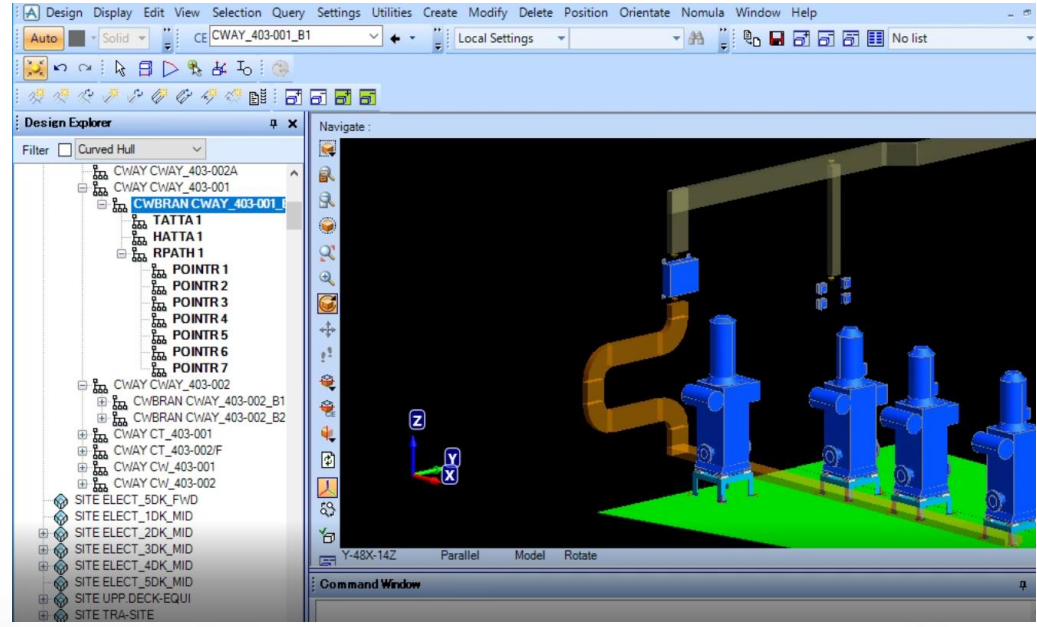 Design Display Edit View Selection Query Settings Utilities Create Modify Delete Position Orientate Nomula Window Help
Auto Solid CE CWAY_403-001_B1 Local Settings No list
Design Explorer
Filter Curved Hull
CWAY CWAY_403-002A
CWAY CWAY_403-001
CWBRAN CWAY_403-001_B
TATTA 1
HATTA 1
RPATH 1
POINTR 1
POINTR 2
POINTR 3
POINTR 4
POINTR 5
POINTR 6
POINTR 7
CWAY CWAY_403-002
CWBRAN CWAY_403-002_B1
CWBRAN CWAY_403-002_B2
CWAY CT_403-001
CWAY CT_403-002/F
CWAY CW_403-001
CWAY CW_403-002
SITE ELECT_5DK_FWD
SITE ELECT_1DK_MID
SITE ELECT_2DK_MID
SITE ELECT_3DK_MID
SITE ELECT_4DK_MID
SITE ELECT_5DK_MID
SITE UPP.DECK-EQUI
SITE TRA-SITE
Navigate :
Z
Y
X
Y-48X-14Z Parallel Model Rotate
Command Window